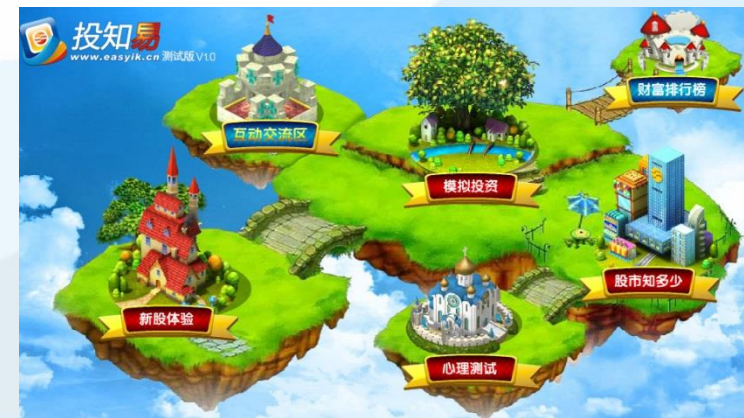 投知易
www.easyik.cn 测试版 V1.0
财富排行榜
互动交流区
模拟投资
股市知多少
新股体验
心理测试